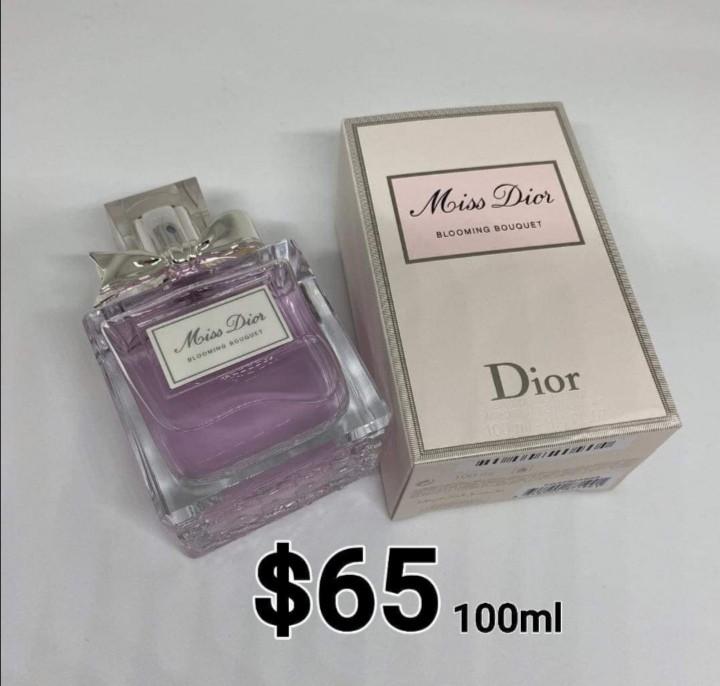 Miss Dior
BLOOMING BOUQUET
Miss Dior
BLOOMING BOUQUET
Dior
$65 100ml